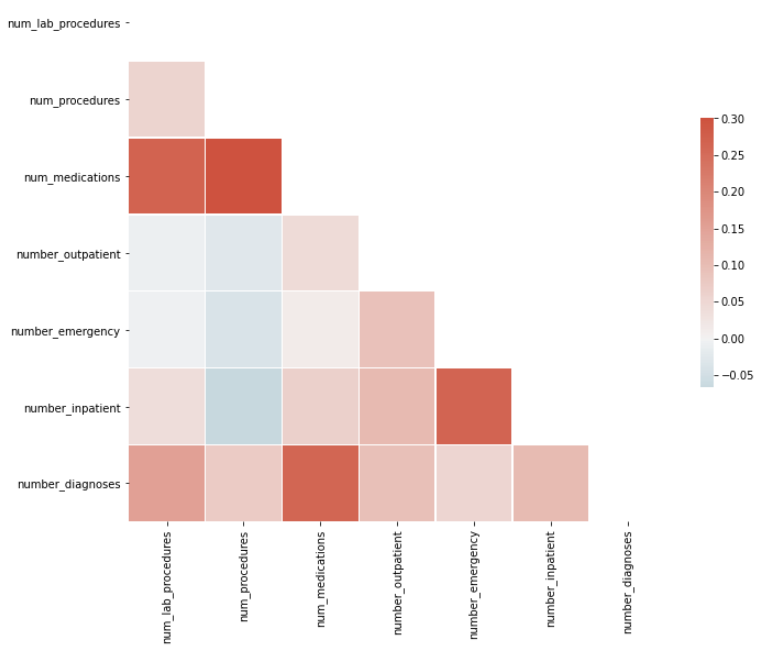 num_lab_procedures
num_procedures
num_medications
number_outpatient
number_emergency
number_inpatient
number_diagnoses
num_lab_procedures
num_procedures
num_medications
number_outpatient
number_emergency
number_inpatient
number_diagnoses
0.30
0.25
0.20
0.15
0.10
0.05
0.00
−0.05